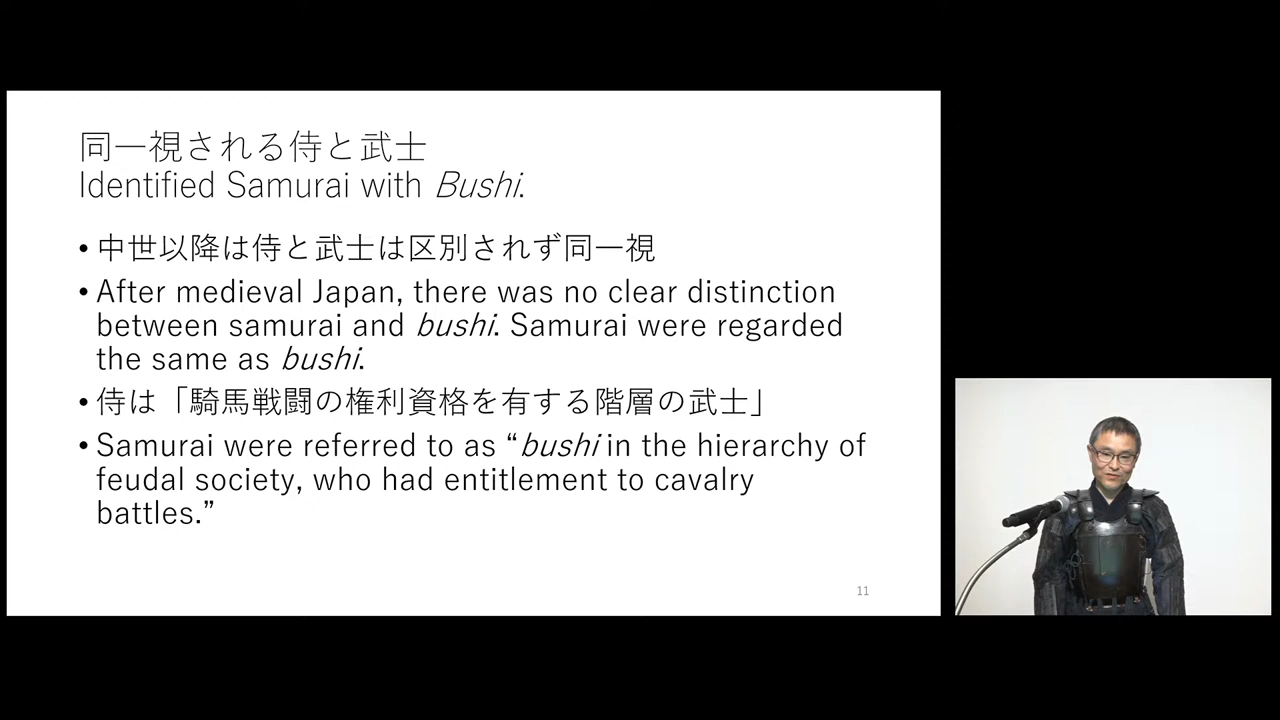 同一視される侍と武士
Identified Samurai with Bushi.
• 中世以降は侍と武士は区別されず同一視
• After medieval Japan, there was no clear distinction
between samurai and bushi. Samurai were regarded
the same as bushi.
• 侍は「騎馬戦闘の権利資格を有する階層の武士」
• Samurai were referred to as “bushi in the hierarchy of
feudal society, who had entitlement to cavalry
battles.”
11